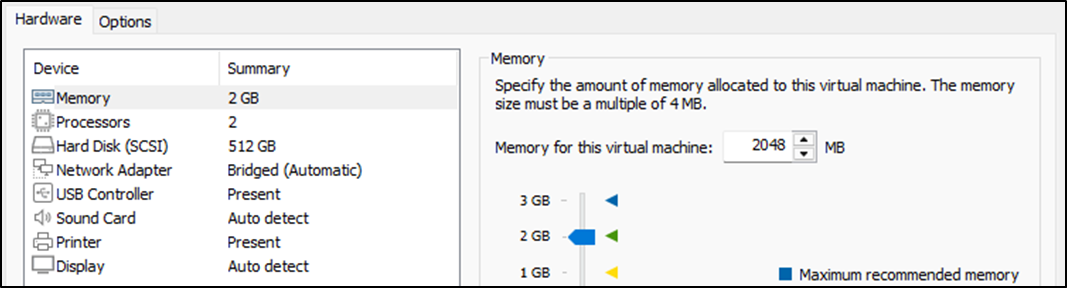 Hardware
Options
Device Summary
Memory 2 GB
Processors 2
Hard Disk (SCSI) 512 GB
Network Adapter Bridged (Automatic)
USB Controller Present
Sound Card Auto detect
Printer Present
Display Auto detect
Memory
Specify the amount of memory allocated to this virtual machine. The memory
size must be a multiple of 4 MB.
Memory for this virtual machine: 2048 MB
3 GB
2 GB
1 GB
Maximum recommended memory